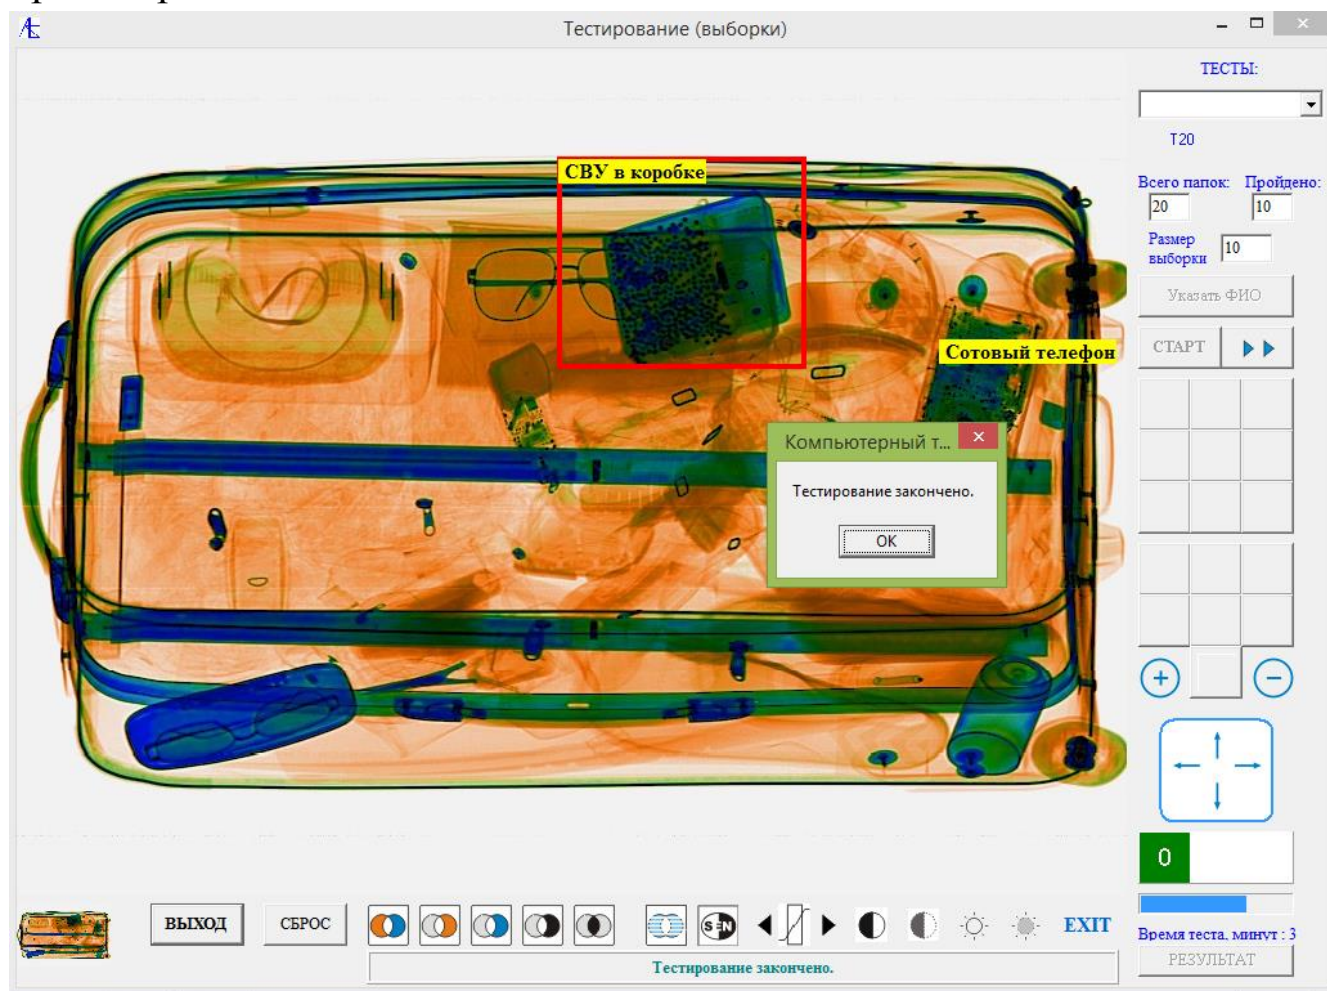 Тестирование (выборки)
ТЕСТЫ:
Т20
Всего папок: Пройдено:
20 10
Размер выборки 10
Указать ФИО
СТАРТ
СВУ в коробке
Сотовый телефон
Компьютерный т...
Тестирование закончено.
OK
0
ВЫХОД СБРОС SEN EXIT
Время теста, минут : 3
РЕЗУЛЬТАТ
Тестирование закончено.